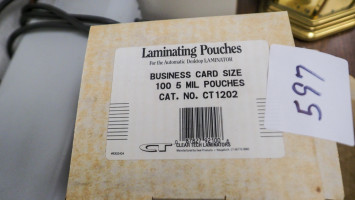 Laminating Pouches
For the Automatic Desktop LAMINATOR
BUSINESS CARD SIZE
100 5 MIL POUCHES
CAT. NO. CT1202
CT
CLEAR TECH LAMINATORS
597